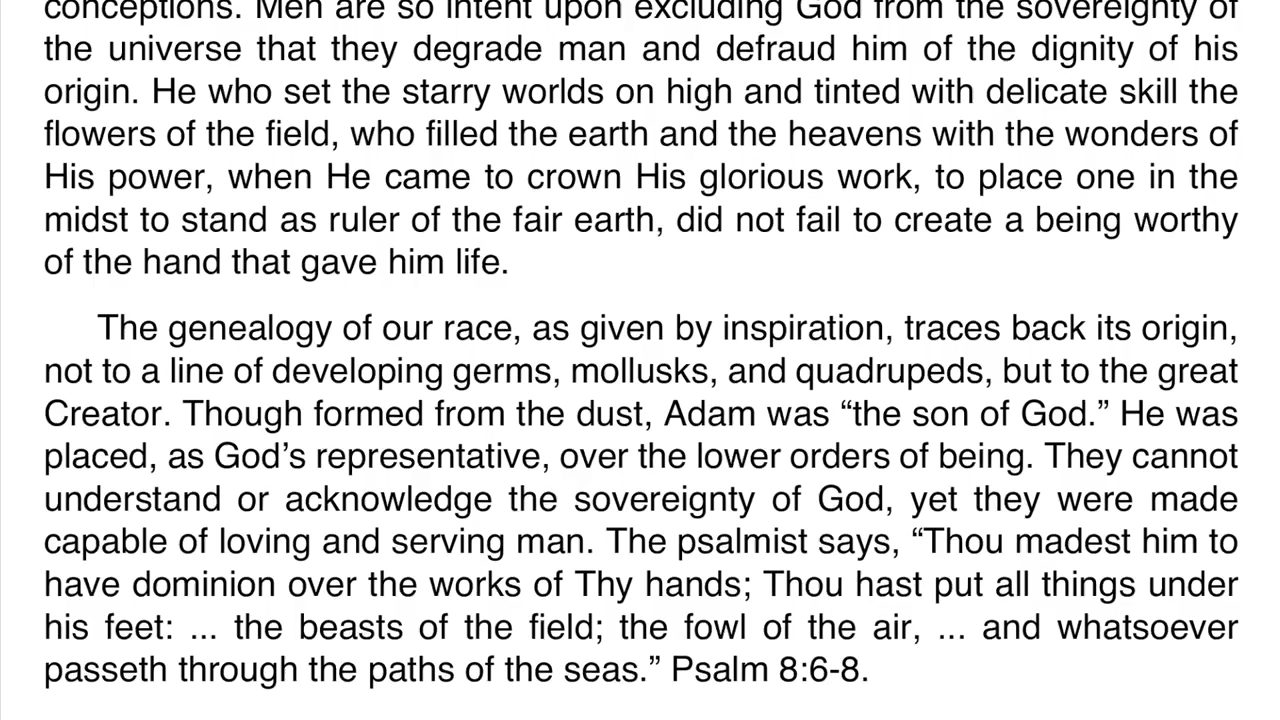 conceptions. Men are so intent upon excluding God from the sovereignty of
the universe that they degrade man and defraud him of the dignity of his
origin. He who set the starry worlds on high and tinted with delicate skill the
flowers of the field, who filled the earth and the heavens with the wonders of
His power, when He came to crown His glorious work, to place one in the
midst to stand as ruler of the fair earth, did not fail to create a being worthy
of the hand that gave him life.
The genealogy of our race, as given by inspiration, traces back its origin,
not to a line of developing germs, mollusks, and quadrupeds, but to the great
Creator. Though formed from the dust, Adam was “the son of God.” He was
placed, as God’s representative, over the lower orders of being. They cannot
understand or acknowledge the sovereignty of God, yet they were made
capable of loving and serving man. The psalmist says, “Thou madest him to
have dominion over the works of Thy hands; Thou hast put all things under
his feet: ... the beasts of the field; the fowl of the air, ... and whatsoever
passeth through the paths of the seas.” Psalm 8:6-8.